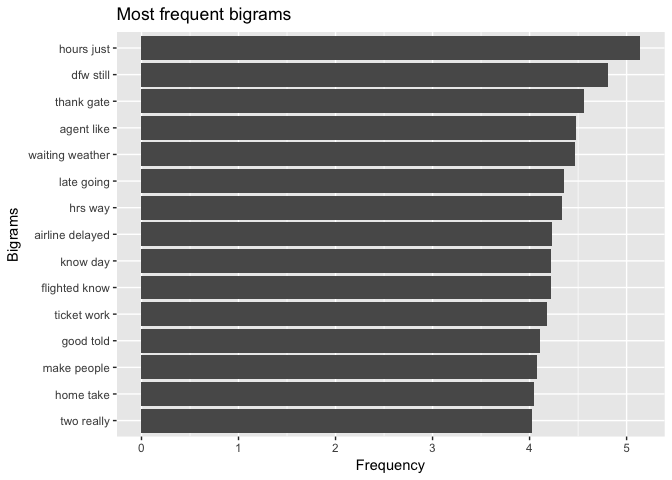 Most frequent bigrams
Bigrams
hours just
dfw still
thank gate
agent like
waiting weather
late going
hrs way
airline delayed
know day
flighted know
ticket work
good told
make people
home take
two really
0 1 2 3 4 5
Frequency